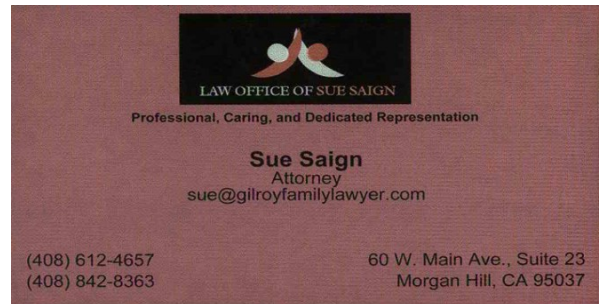 LAW OFFICE OF SUE SAIGN
Professional, Caring, and Dedicated Representation
Sue Saign
Attorney
sue@gilroyfamilylawyer.com
(408) 612-4657
(408) 842-8363
60 W. Main Ave., Suite 23
Morgan Hill, CA 95037